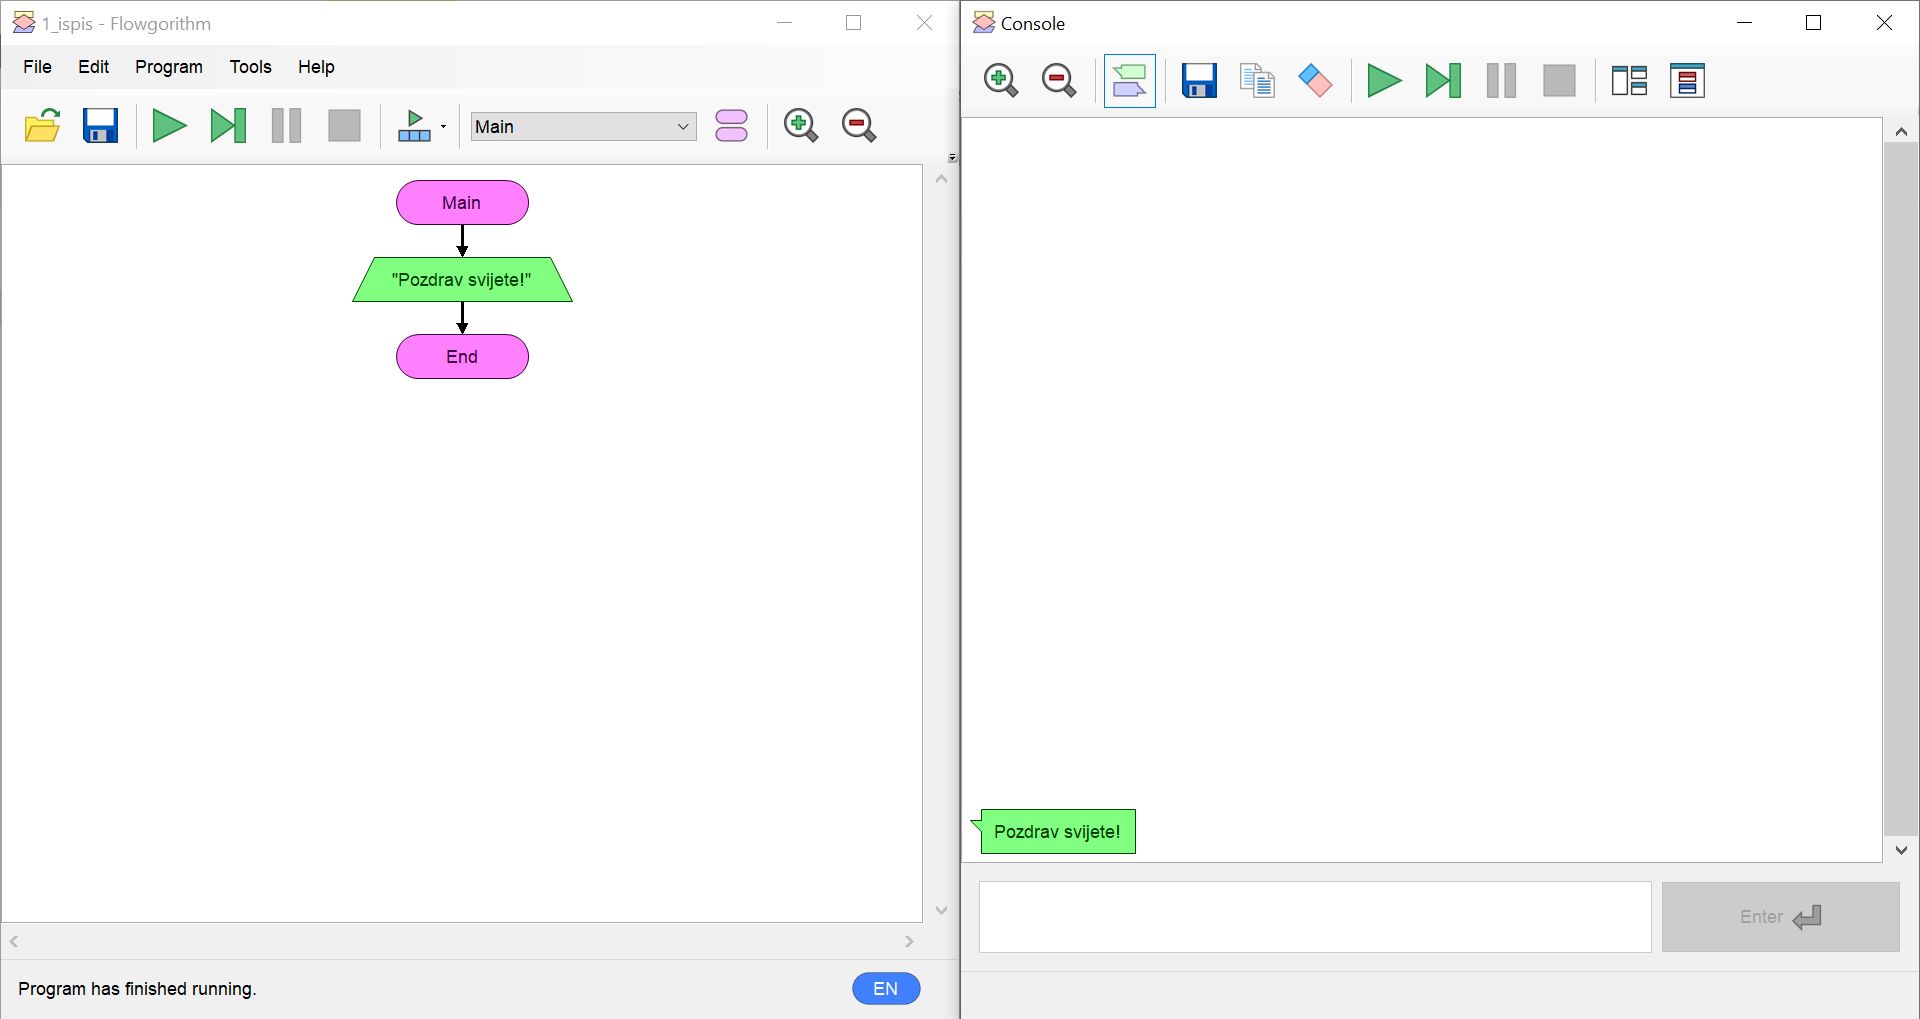 1_ispis - Flowgorithm
File Edit Program Tools Help
Main
Main
"Pozdrav svijete!"
End
Program has finished running.
EN
Console
Pozdrav svijete!
Enter